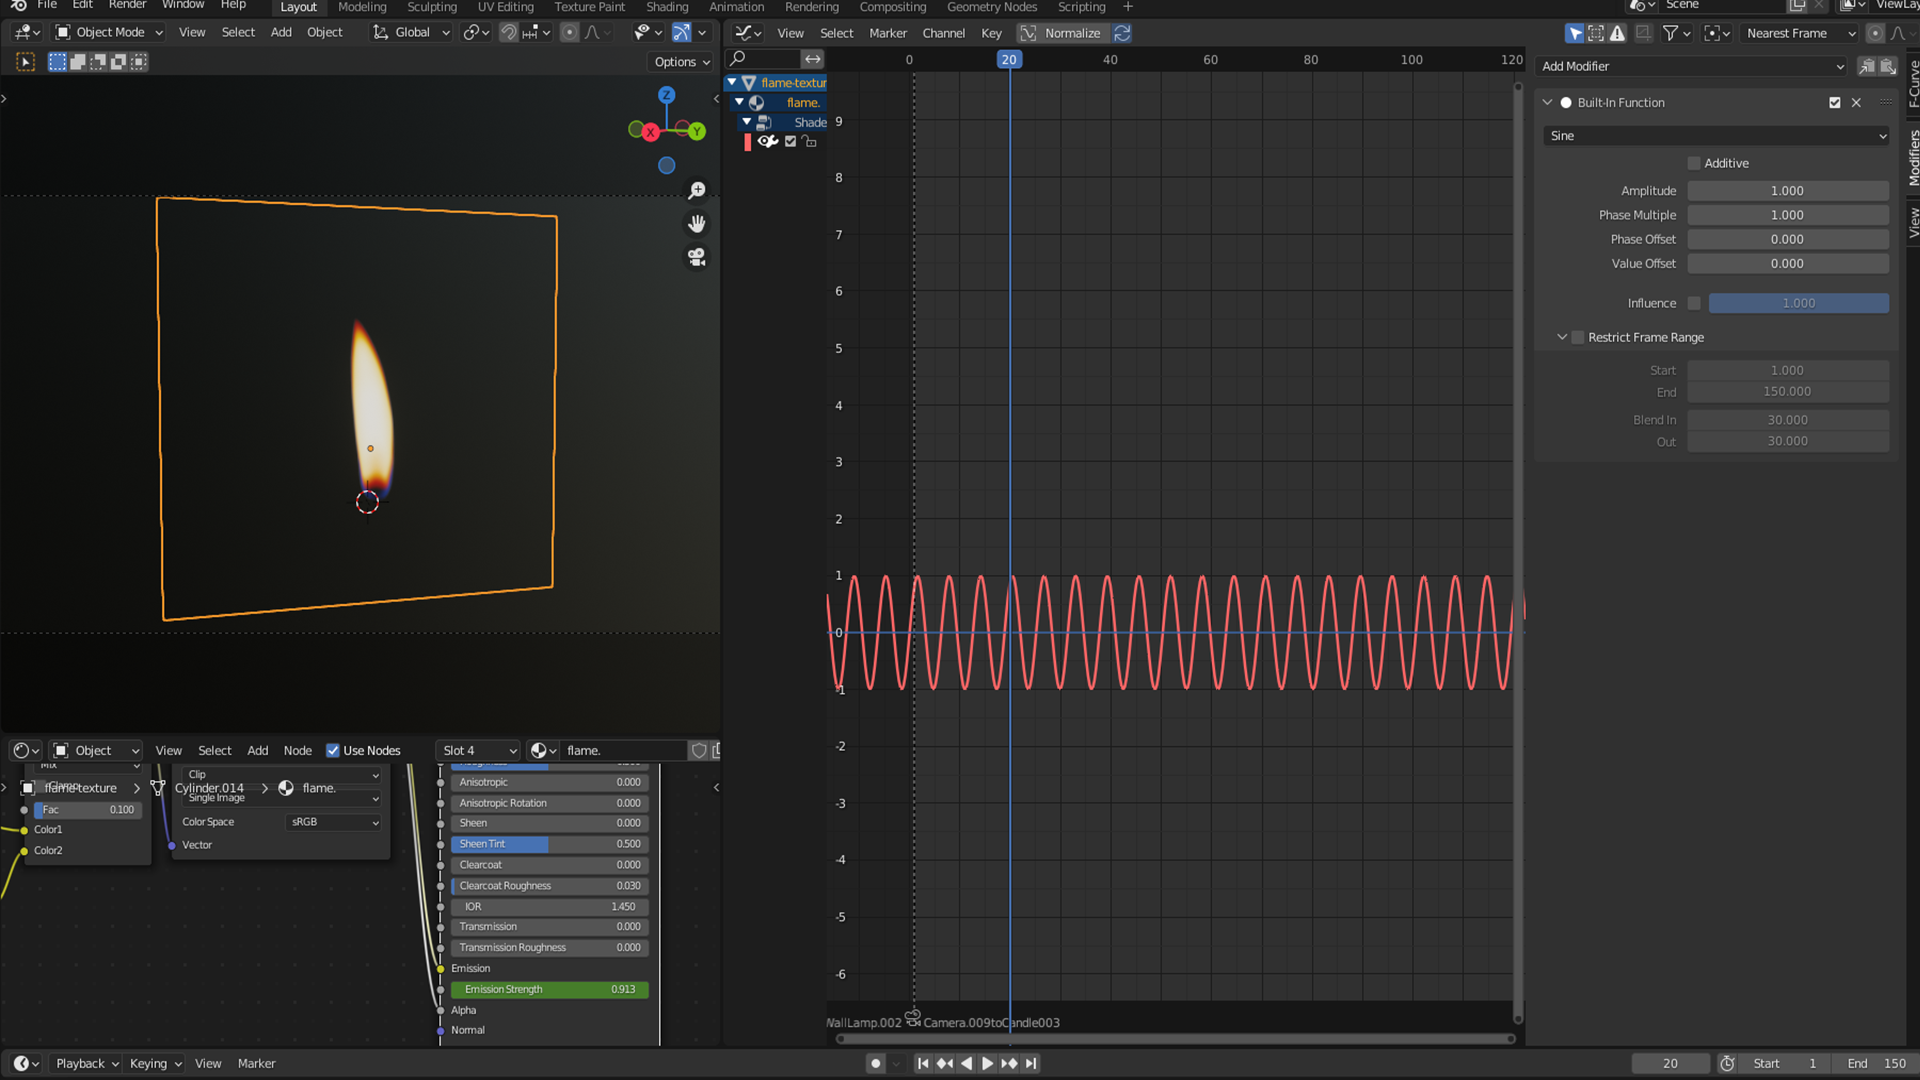 File Edit Render Window Help Layout Modeling Sculpting UV Editing Texture Paint Shading Animation Rendering Compositing Geometry Nodes Scripting + Scene ViewLay
Object Mode View Select Add Object Global
Options
Z
X
Y
View Select Marker Channel Key Normalize Nearest Frame
0 20 40 60 80 100 120
flame-textur
flame.
Shade
9
8
7
6
5
4
3
2
1
0
-1
-2
-3
-4
-5
-6
WallLamp.002 Camera.009toCandle003
Add Modifier
Built-In Function
Sine
Additive
Amplitude 1.000
Phase Multiple 1.000
Phase Offset 0.000
Value Offset 0.000
Influence 1.000
Restrict Frame Range
Start 1.000
End 150.000
Blend In 30.000
Out 30.000
F-Curve
Modifiers
View
Object View Select Add Node Use Nodes Slot 4 flame.
Mix
Clamp
flame-texture Cylinder.014 flame.
Fac 0.100
Color1
Color2
Clip
Single Image
Color Space sRGB
Vector
Anisotropic 0.000
Anisotropic Rotation 0.000
Sheen 0.000
Sheen Tint 0.500
Clearcoat 0.000
Clearcoat Roughness 0.030
IOR 1.450
Transmission 0.000
Transmission Roughness 0.000
Emission
Emission Strength 0.913
Alpha
Normal
Playback Keying View Marker 20 Start 1 End 150